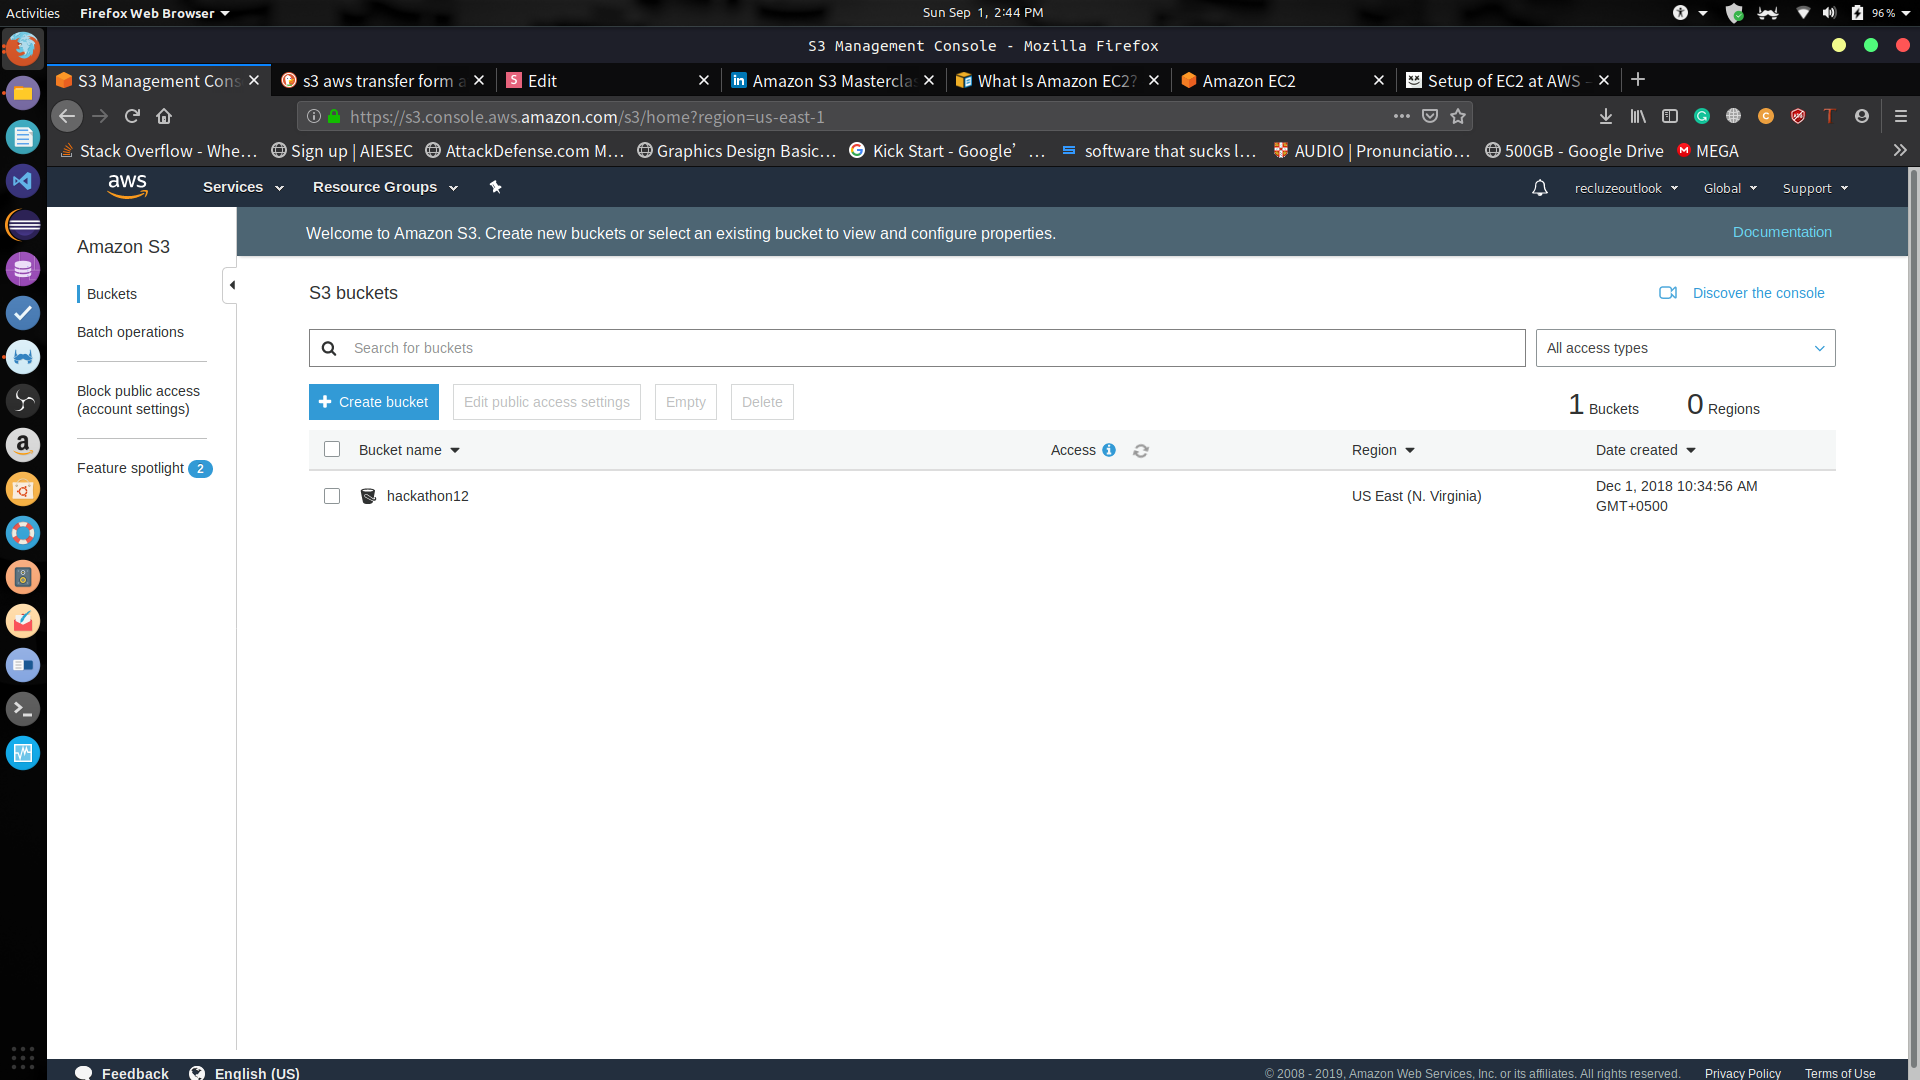 Activities Firefox Web Browser Sun Sep 1, 2:44 PM 96%
S3 Management Console - Mozilla Firefox
S3 Management Cons s3 aws transfer form a Edit Amazon S3 Masterclas What Is Amazon EC2? Amazon EC2 Setup of EC2 at AWS -
https://s3.console.aws.amazon.com/s3/home?region=us-east-1
Stack Overflow - Whe... Sign up | AIESEC AttackDefense.com M... Graphics Design Basic... Kick Start - Google’ ... software that sucks l... AUDIO | Pronunciatio... 500GB - Google Drive MEGA
aws Services Resource Groups recluzeoutlook Global Support
Welcome to Amazon S3. Create new buckets or select an existing bucket to view and configure properties. Documentation
Amazon S3
Buckets
Batch operations
Block public access
(account settings)
Feature spotlight 2
S3 buckets Discover the console
Search for buckets All access types
Create bucket Edit public access settings Empty Delete 1 Buckets 0 Regions
Bucket name Access Region Date created
hackathon12 US East (N. Virginia) Dec 1, 2018 10:34:56 AM
GMT+0500
Feedback English (US) © 2008 - 2019, Amazon Web Services, Inc. or its affiliates. All rights reserved. Privacy Policy Terms of Use